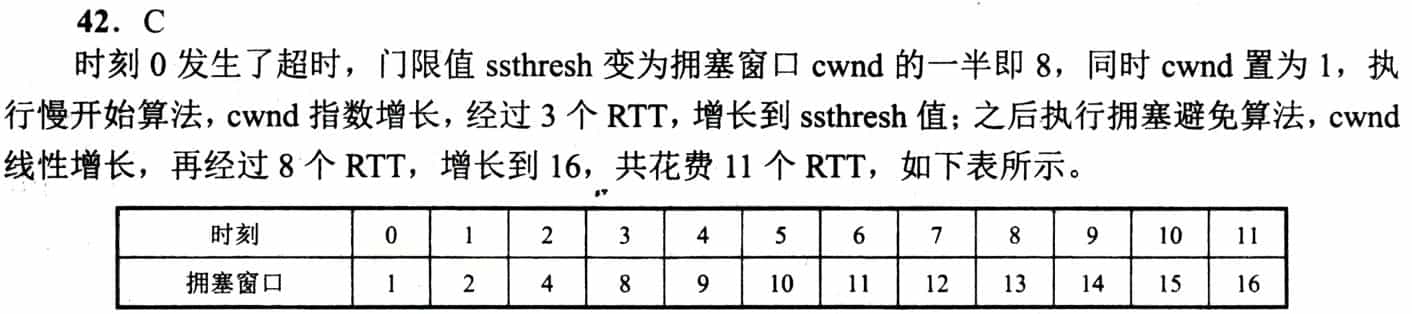 42. C
时刻 0 发生了超时，门限值 ssthresh 变为拥塞窗口 cwnd 的一半即 8，同时 cwnd 置为 1，执
行慢开始算法，cwnd 指数增长，经过 3 个 RTT，增长到 ssthresh 值；之后执行拥塞避免算法，cwnd
线性增长，再经过 8 个 RTT，增长到 16，共花费 11 个 RTT，如下表所示。
时刻 0 1 2 3 4 5 6 7 8 9 10 11
拥塞窗口 1 2 4 8 9 10 11 12 13 14 15 16